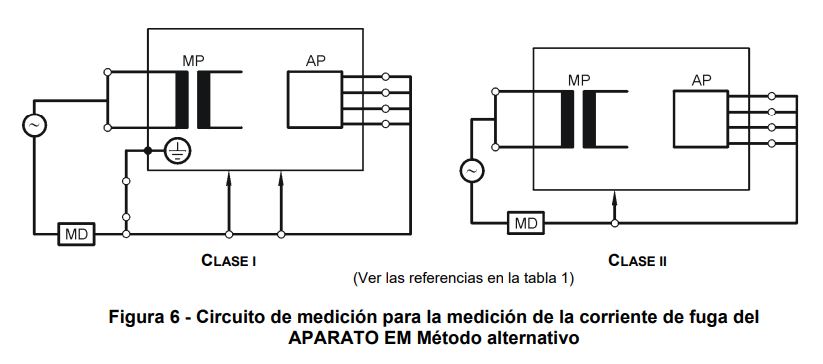 MP
AP
MD
CLASE I
MP
AP
MD
CLASE II
(Ver las referencias en la tabla 1)
Figura 6 - Circuito de medición para la medición de la corriente de fuga del
APARATO EM Método alternativo